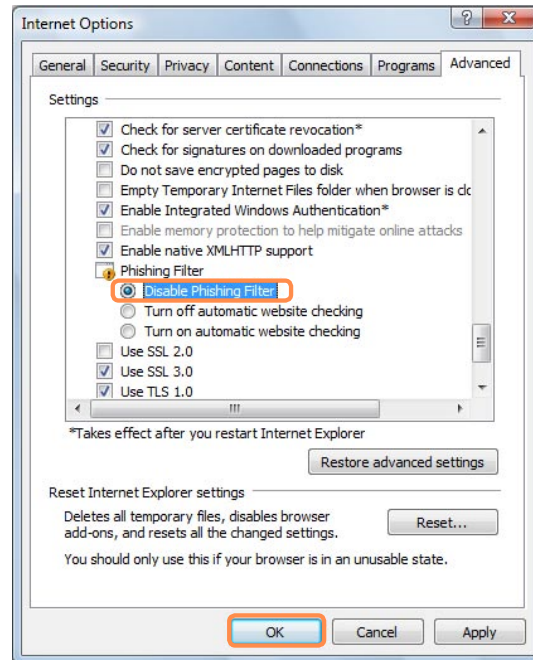 Internet Options
General Security Privacy Content Connections Programs Advanced
Settings
Check for server certificate revocation*
Check for signatures on downloaded programs
Do not save encrypted pages to disk
Empty Temporary Internet Files folder when browser is
Enable Integrated Windows Authentication*
Enable memory protection to help mitigate online attacks
Enable native XMLHTTP support
Phishing Filter
Disable Phishing Filter
Turn off automatic website checking
Turn on automatic website checking
Use SSL 2.0
Use SSL 3.0
Use TLS 1.0
*Takes effect after you restart Internet Explorer
Restore advanced settings
Reset Internet Explorer settings
Deletes all temporary files, disables browser
add-ons, and resets all the changed settings.
Reset...
You should only use this if your browser is in an unusable state.
OK Cancel Apply